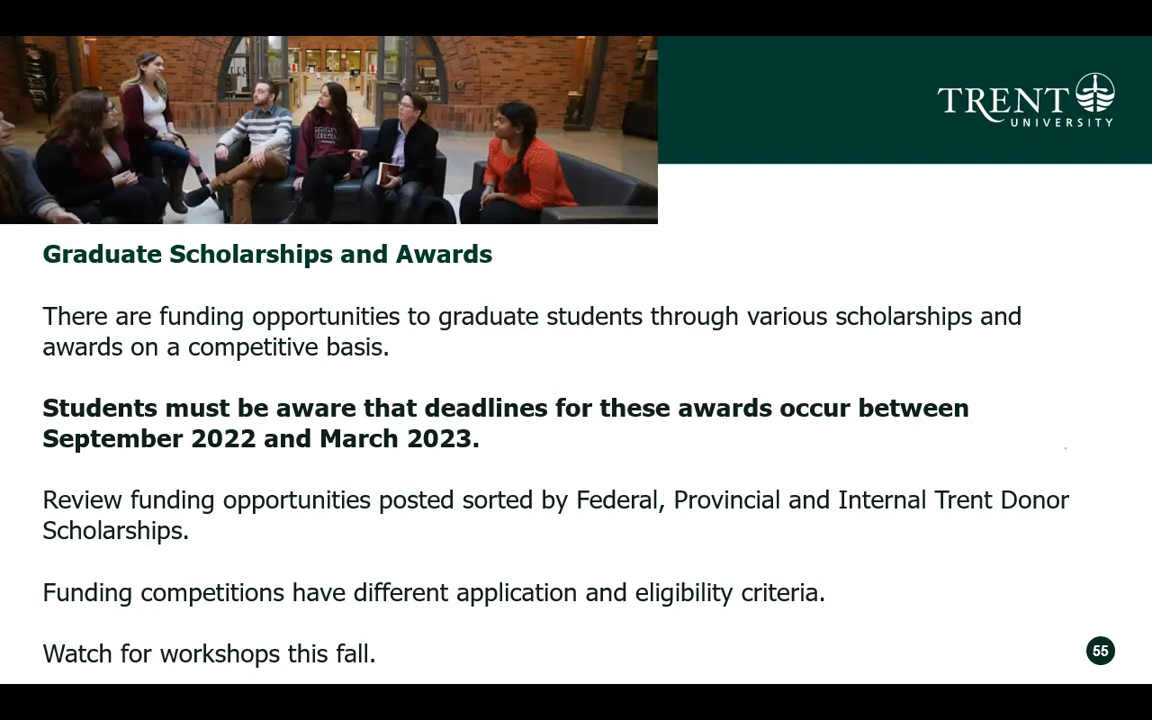 TRENT
UNIVERSITY
Graduate Scholarships and Awards
There are funding opportunities to graduate students through various scholarships and
awards on a competitive basis.
Students must be aware that deadlines for these awards occur between
September 2022 and March 2023.
Review funding opportunities posted sorted by Federal, Provincial and Internal Trent Donor
Scholarships.
Funding competitions have different application and eligibility criteria.
Watch for workshops this fall.
55